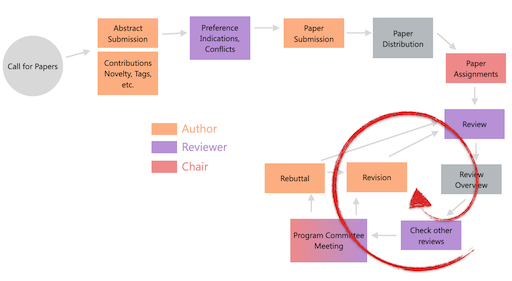 Call for Papers
Abstract
Submission
Contributions
Novelty, Tags,
etc.
Preference
Indications,
Conflicts
Paper
Submission
Paper
Distribution
Paper
Assignments
Author
Reviewer
Chair
Review
Rebuttal
Revision
Review
Overview
Program Committee
Meeting
Check other
reviews